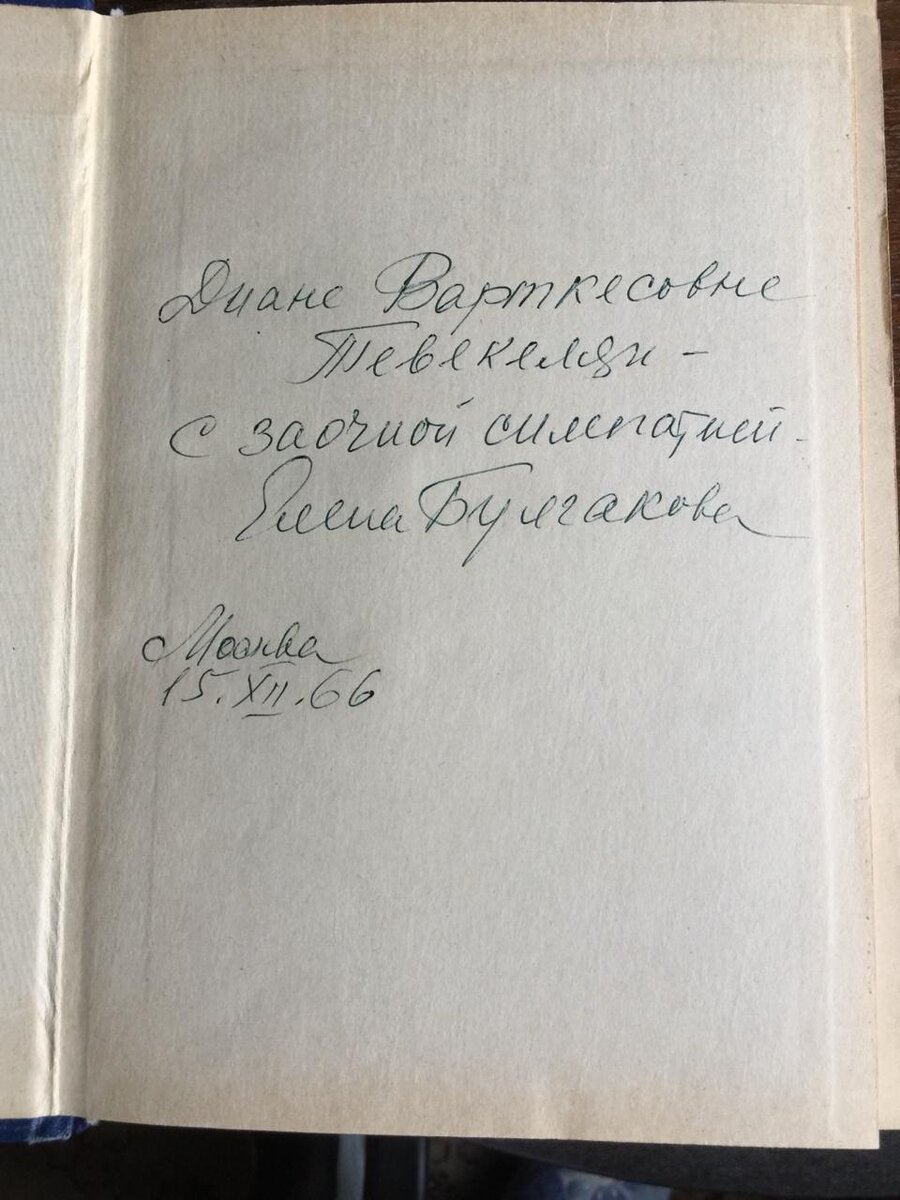 Диане Варткесовне
Тевекелян –
с заочной симпатией –
Елена Булгакова
Москва
15.XII.66